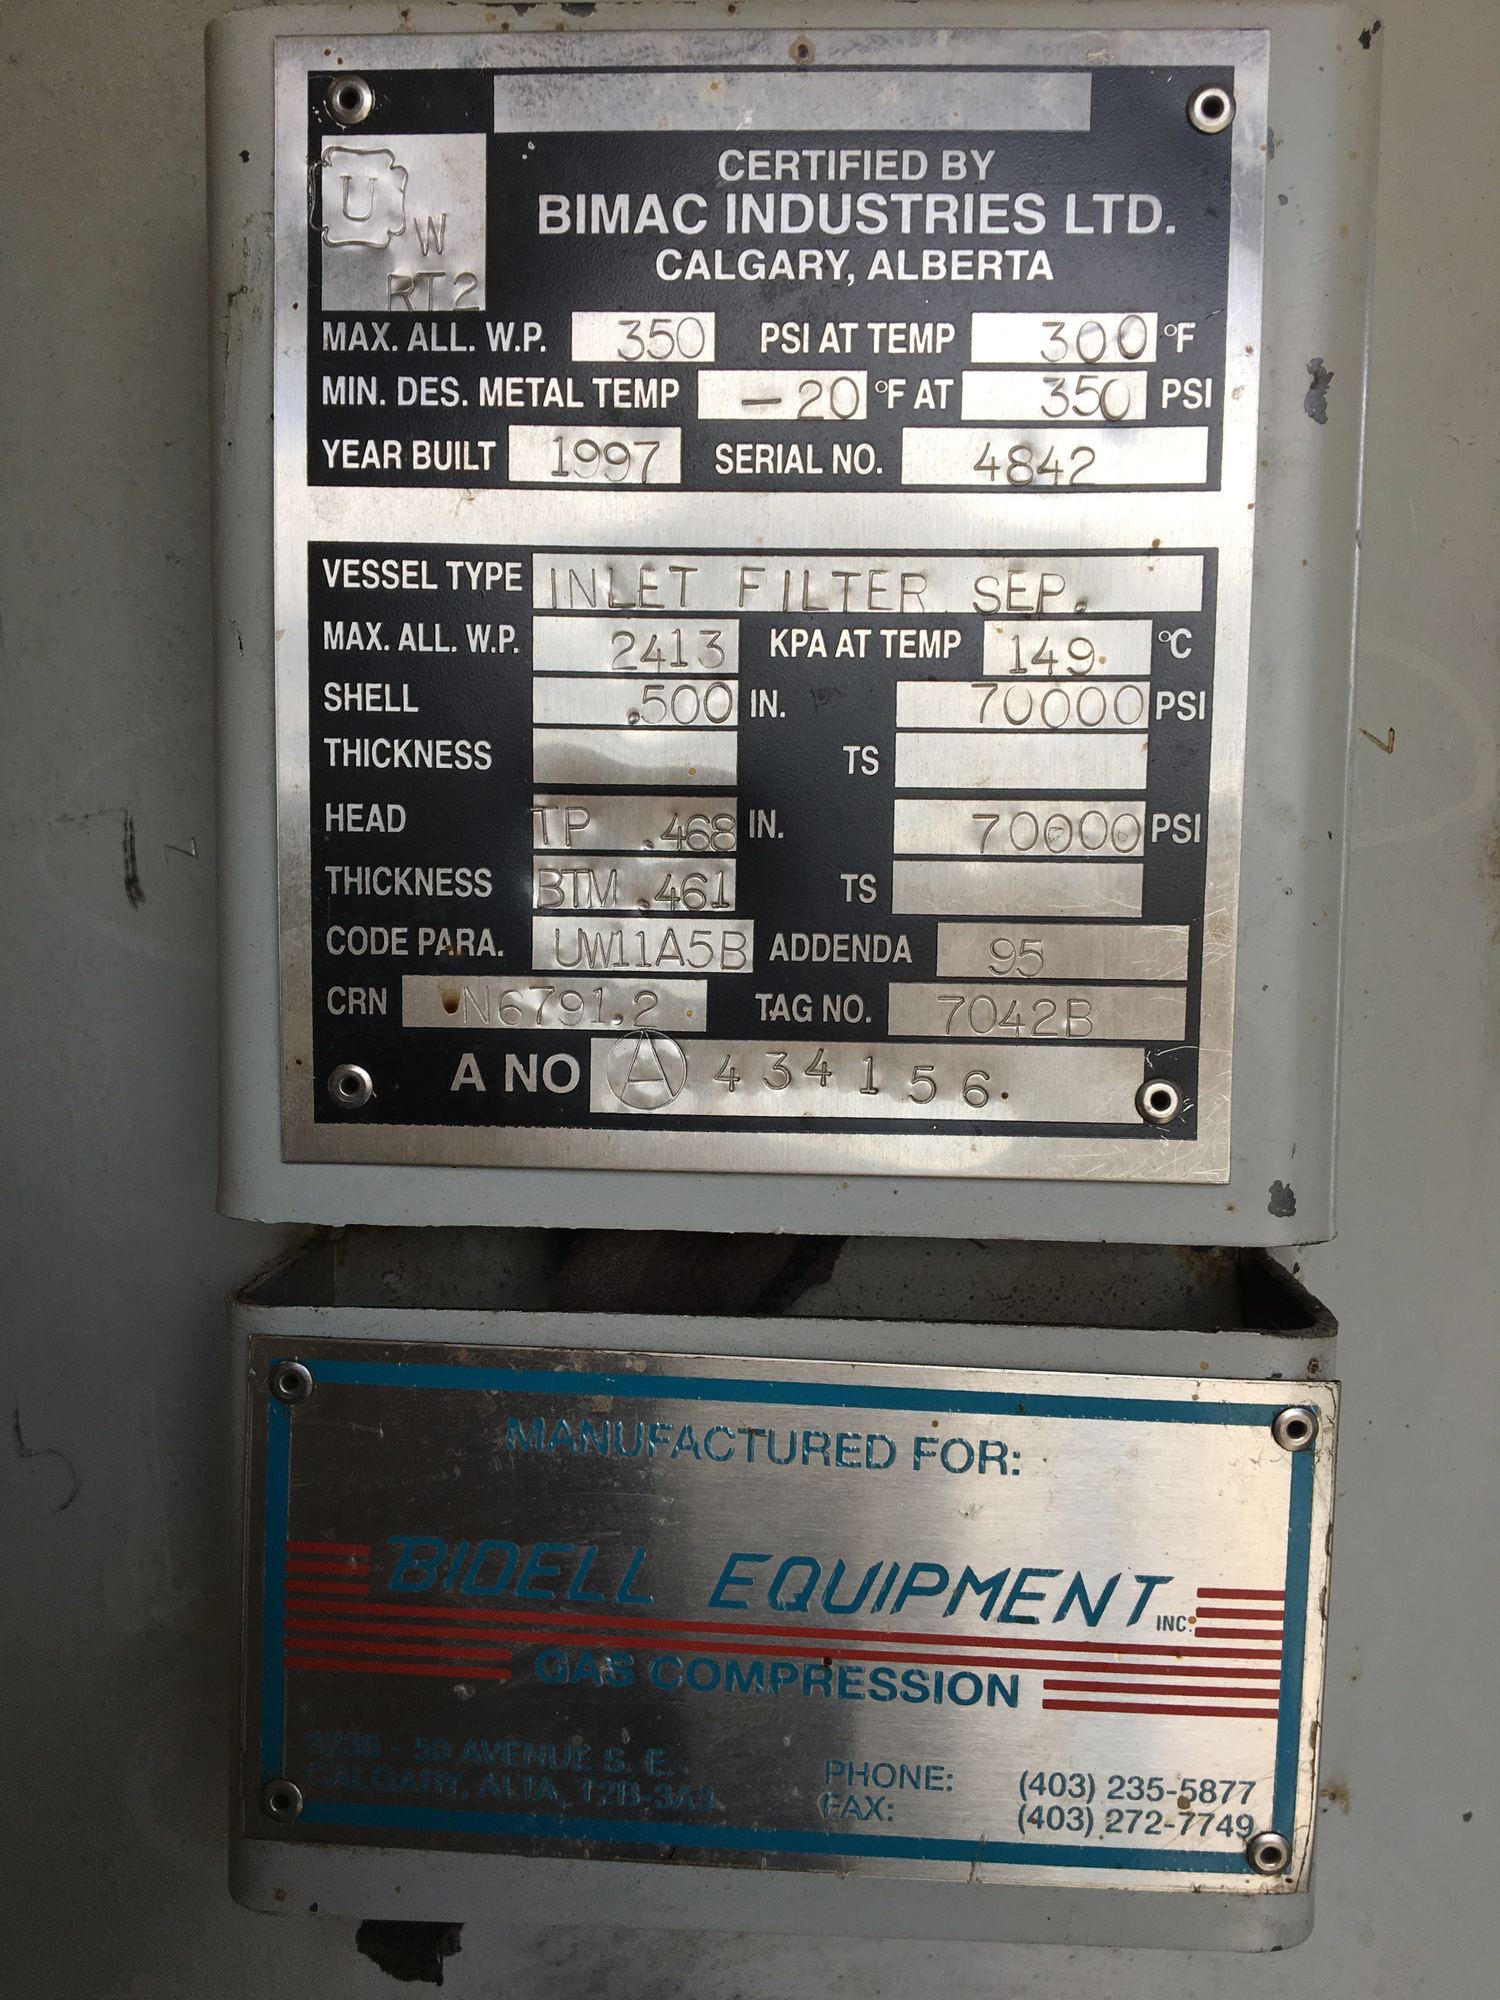 U
W
RT2
CERTIFIED BY
BIMAC INDUSTRIES LTD.
CALGARY, ALBERTA
MAX. ALL. W.P. 350 PSI AT TEMP 300 °F
MIN. DES. METAL TEMP -20 °F AT 350 PSI
YEAR BUILT 1997 SERIAL NO. 4842
VESSEL TYPE INLET FILTER SEP.
MAX. ALL. W.P. 2413 KPA AT TEMP 149 °C
SHELL .500 IN. 70000 PSI
THICKNESS TS
HEAD TP .468 IN. 70000 PSI
THICKNESS BTM .461 TS
CODE PARA. UW11A5B ADDENDA 95
CRN N6791.2 TAG NO. 7042B
A NO A 434156
MANUFACTURED FOR:
BIDELL EQUIPMENT INC.
GAS COMPRESSION
- 50 AVENUE S. E.
CALGARY, ALTA,
PHONE: (403) 235-5877
FAX: (403) 272-7749